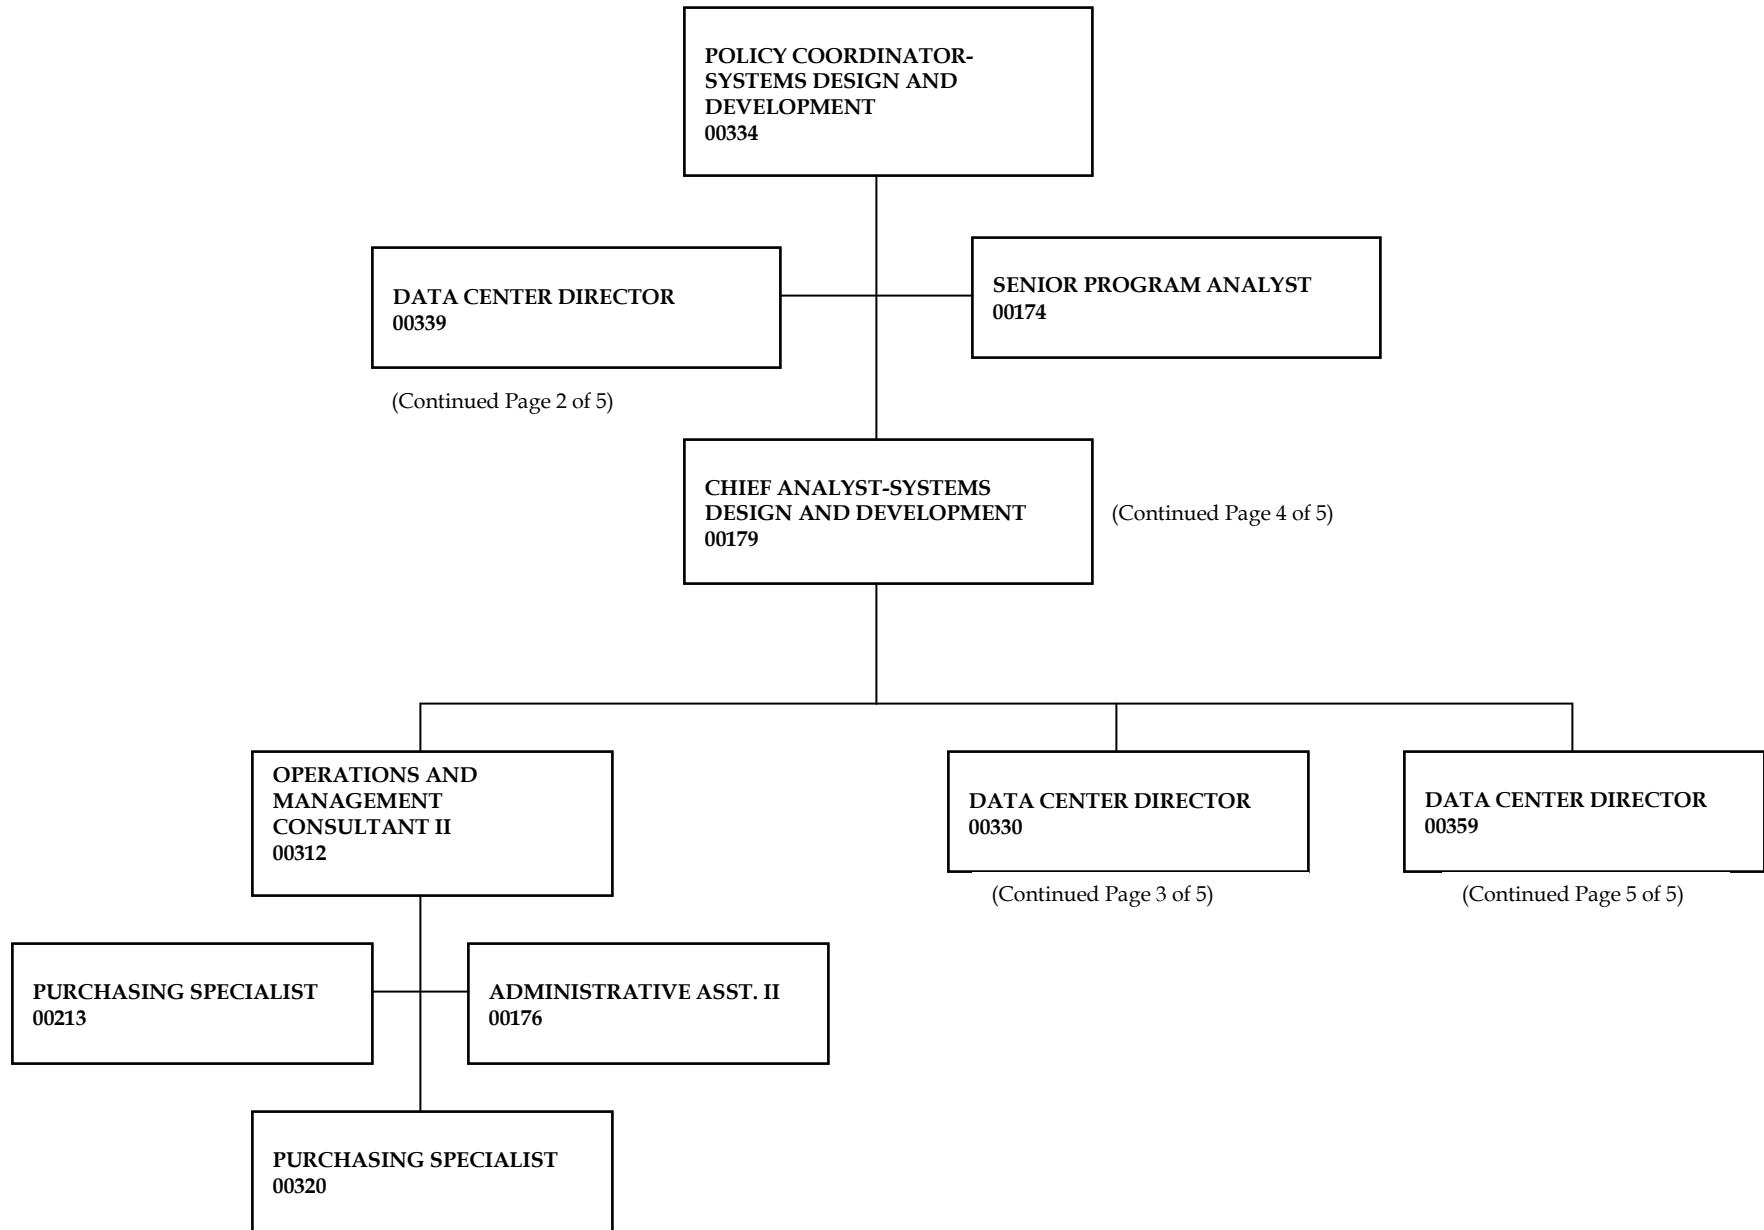 POLICY COORDINATOR-
SYSTEMS DESIGN AND
DEVELOPMENT
00334
DATA CENTER DIRECTOR
00339
(Continued Page 2 of 5)
SENIOR PROGRAM ANALYST
00174
CHIEF ANALYST-SYSTEMS
DESIGN AND DEVELOPMENT
00179
(Continued Page 4 of 5)
OPERATIONS AND
MANAGEMENT
CONSULTANT II
00312
DATA CENTER DIRECTOR
00330
(Continued Page 3 of 5)
DATA CENTER DIRECTOR
00359
(Continued Page 5 of 5)
PURCHASING SPECIALIST
00213
ADMINISTRATIVE ASST. II
00176
PURCHASING SPECIALIST
00320